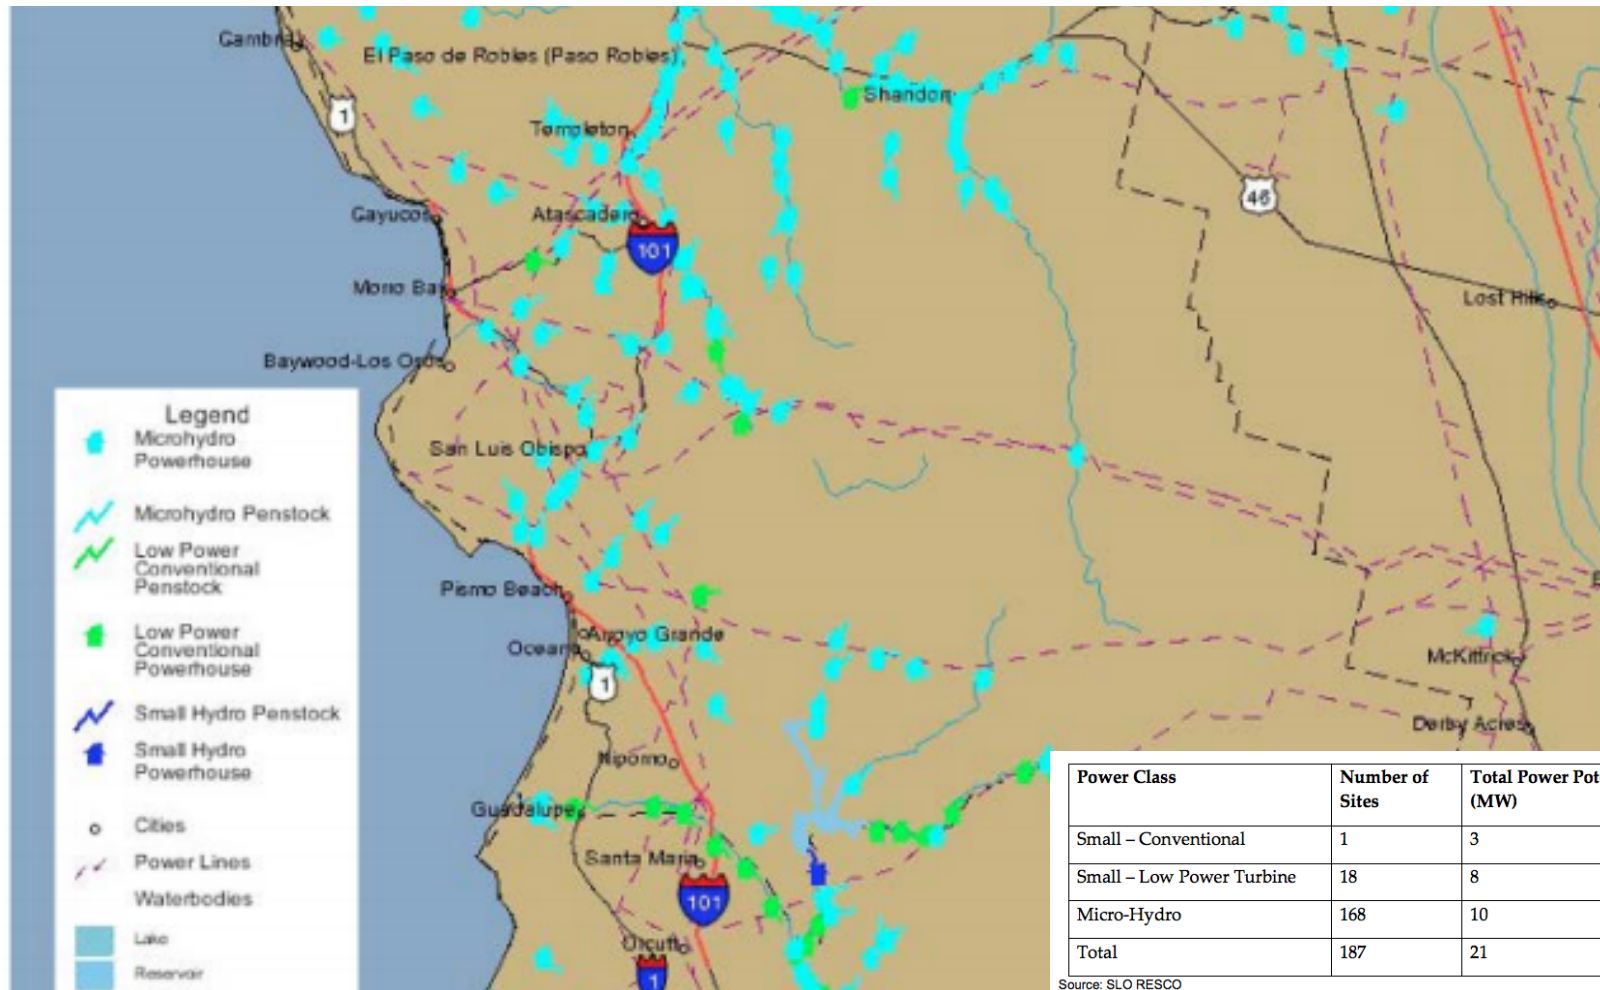 Cambria
El Paso de Robles (Paso Robles)
1
Shandon
Templeton
46
Cayucos
Atascadero
101
Morro Bay
Lost Hills
Baywood-Los Osos
San Luis Obispo
Pismo Beach
Arroyo Grande
Oceano
1
McKittrick
Derby Acres
Nipomo
Guadalupe
Santa Maria
101
Orcutt
1
Legend
Microhydro
Powerhouse
Microhydro Penstock
Low Power
Conventional
Penstock
Low Power
Conventional
Powerhouse
Small Hydro Penstock
Small Hydro
Powerhouse
Cities
Power Lines
Waterbodies
Lake
Reservoir
Power Class Number of Total Power Pot
Sites (MW)
Small – Conventional 1 3
Small – Low Power Turbine 18 8
Micro-Hydro 168 10
Total 187 21
Source: SLO RESCO